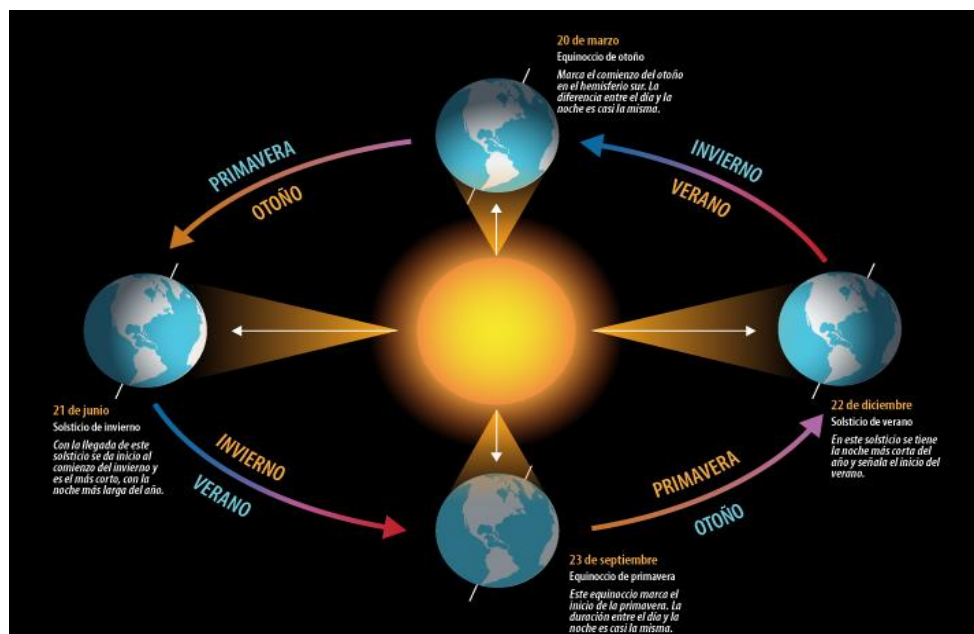 20 de marzo
Equinoccio de otoño
Marca el comienzo del otoño
en el hemisferio sur. La
diferencia entre el día y la
noche es casi la misma.
PRIMAVERA
OTOÑO
INVIERNO
VERANO
21 de junio
Solsticio de invierno
Con la llegada de este
solsticio se da inicio al
comienzo del invierno y
es el más corto, con la
noche más larga del año.
22 de diciembre
Solsticio de verano
En este solsticio se tiene
la noche más corta del
año y señala el inicio del
verano.
INVIERNO
VERANO
PRIMAVERA
OTOÑO
23 de septiembre
Equinoccio de primavera
Este equinoccio marca el
inicio de la primavera. La
duración entre el día y la
noche es casi la misma.